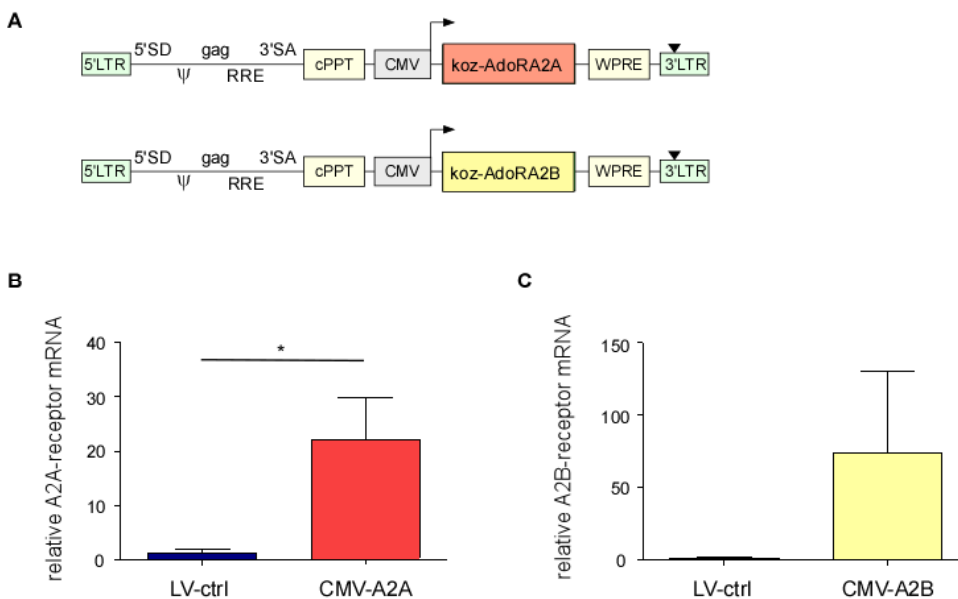 A
5'LTR 5'SD gag 3'SA cPPT CMV koz-AdoRA2A WPRE 3'LTR
Ψ RRE
5'LTR 5'SD gag 3'SA cPPT CMV koz-AdoRA2B WPRE 3'LTR
Ψ RRE
B
relative A2A-receptor mRNA
40
30
20
10
0
*
LV-ctrl CMV-A2A
C
relative A2B-receptor mRNA
150
100
50
0
LV-ctrl CMV-A2B